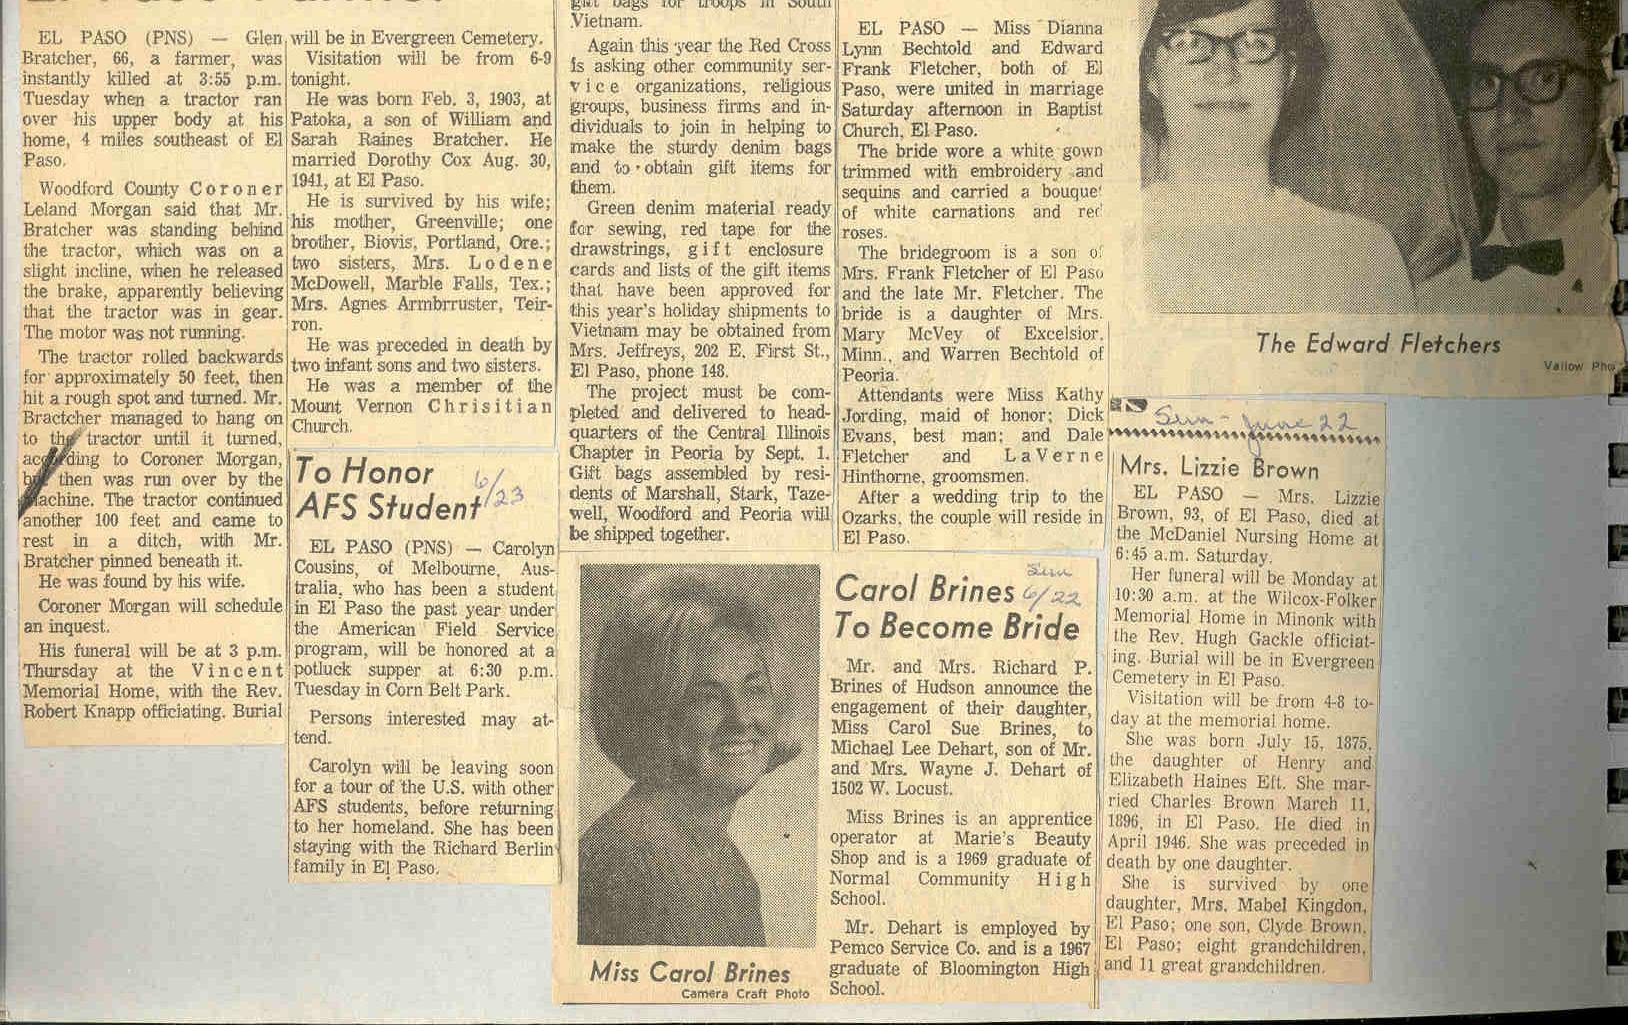 EL PASO (PNS) — Glen
Bratcher, 66, a farmer, was
instantly killed at 3:55 p.m.
Tuesday when a tractor ran
over his upper body at his
home, 4 miles southeast of El
Paso.
Woodford County Coroner
Leland Morgan said that Mr.
Bratcher was standing behind
the tractor, which was on a
slight incline, when he released
the brake, apparently believing
that the tractor was in gear.
The motor was not running.
The tractor rolled backwards
for approximately 50 feet, then
hit a rough spot and turned. Mr.
Bractcher managed to hang on
to the tractor until it turned,
according to Coroner Morgan,
but then was run over by the
machine. The tractor continued
another 100 feet and came to
rest in a ditch, with Mr.
Bratcher pinned beneath it.
He was found by his wife.
Coroner Morgan will schedule
an inquest.
His funeral will be at 3 p.m.
Thursday at the Vincent
Memorial Home, with the Rev.
Robert Knapp officiating. Burial
will be in Evergreen Cemetery.
Visitation will be from 6-9
tonight.
He was born Feb. 3, 1903, at
Patoka, a son of William and
Sarah Raines Bratcher. He
married Dorothy Cox Aug. 30,
1941, at El Paso.
He is survived by his wife;
his mother, Greenville; one
brother, Biovis, Portland, Ore.;
two sisters, Mrs. Lodene
McDowell, Marble Falls, Tex.;
Mrs. Agnes Armbrruster, Teir-
ron.
He was preceded in death by
two infant sons and two sisters.
He was a member of the
Mount Vernon Chrisitian
Church.
To Honor
AFS Student
6/23
EL PASO (PNS) — Carolyn
Cousins, of Melbourne, Aus-
tralia, who has been a student
in El Paso the past year under
the American Field Service
program, will be honored at a
potluck supper at 6:30 p.m.
Tuesday in Corn Belt Park.
Persons interested may at-
tend.
Carolyn will be leaving soon
for a tour of the U.S. with other
AFS students, before returning
to her homeland. She has been
staying with the Richard Berlin
family in El Paso.
gift bags for troops in South
Vietnam.
Again this year the Red Cross
is asking other community ser-
vice organizations, religious
groups, business firms and in-
dividuals to join in helping to
make the sturdy denim bags
and to obtain gift items for
them.
Green denim material ready
for sewing, red tape for the
drawstrings, gift enclosure
cards and lists of the gift items
that have been approved for
this year's holiday shipments to
Vietnam may be obtained from
Mrs. Jeffreys, 202 E. First St.,
El Paso, phone 148.
The project must be com-
pleted and delivered to head-
quarters of the Central Illinois
Chapter in Peoria by Sept. 1.
Gift bags assembled by resi-
dents of Marshall, Stark, Taze-
well, Woodford and Peoria will
be shipped together.
EL PASO — Miss Dianna
Lynn Bechtold and Edward
Frank Fletcher, both of El
Paso, were united in marriage
Saturday afternoon in Baptist
Church, El Paso.
The bride wore a white gown
trimmed with embroidery and
sequins and carried a bouquet
of white carnations and red
roses.
The bridegroom is a son of
Mrs. Frank Fletcher of El Paso
and the late Mr. Fletcher. The
bride is a daughter of Mrs.
Mary McVey of Excelsior,
Minn., and Warren Bechtold of
Peoria.
Attendants were Miss Kathy
Jording, maid of honor; Dick
Evans, best man; and Dale
Fletcher and LaVerne
Hinthorne, groomsmen.
After a wedding trip to the
Ozarks, the couple will reside in
El Paso.
The Edward Fletchers
Vallow Pho
Miss Carol Brines
Camera Craft Photo
Sun
6/22
Carol Brines
To Become Bride
Mr. and Mrs. Richard P.
Brines of Hudson announce the
engagement of their daughter,
Miss Carol Sue Brines, to
Michael Lee Dehart, son of Mr.
and Mrs. Wayne J. Dehart of
1502 W. Locust.
Miss Brines is an apprentice
operator at Marie's Beauty
Shop and is a 1969 graduate of
Normal Community High
School.
Mr. Dehart is employed by
Pemco Service Co. and is a 1967
graduate of Bloomington High
School.
Sun - June 22
Mrs. Lizzie Brown
EL PASO — Mrs. Lizzie
Brown, 93, of El Paso, died at
the McDaniel Nursing Home at
6:45 a.m. Saturday.
Her funeral will be Monday at
10:30 a.m. at the Wilcox-Folker
Memorial Home in Minonk with
the Rev. Hugh Gackle officiat-
ing. Burial will be in Evergreen
Cemetery in El Paso.
Visitation will be from 4-8 to-
day at the memorial home.
She was born July 15, 1875,
the daughter of Henry and
Elizabeth Haines Eft. She mar-
ried Charles Brown March 11,
1896, in El Paso. He died in
April 1946. She was preceded in
death by one daughter.
She is survived by one
daughter, Mrs. Mabel Kingdon,
El Paso; one son, Clyde Brown,
El Paso; eight grandchildren,
and 11 great grandchildren.